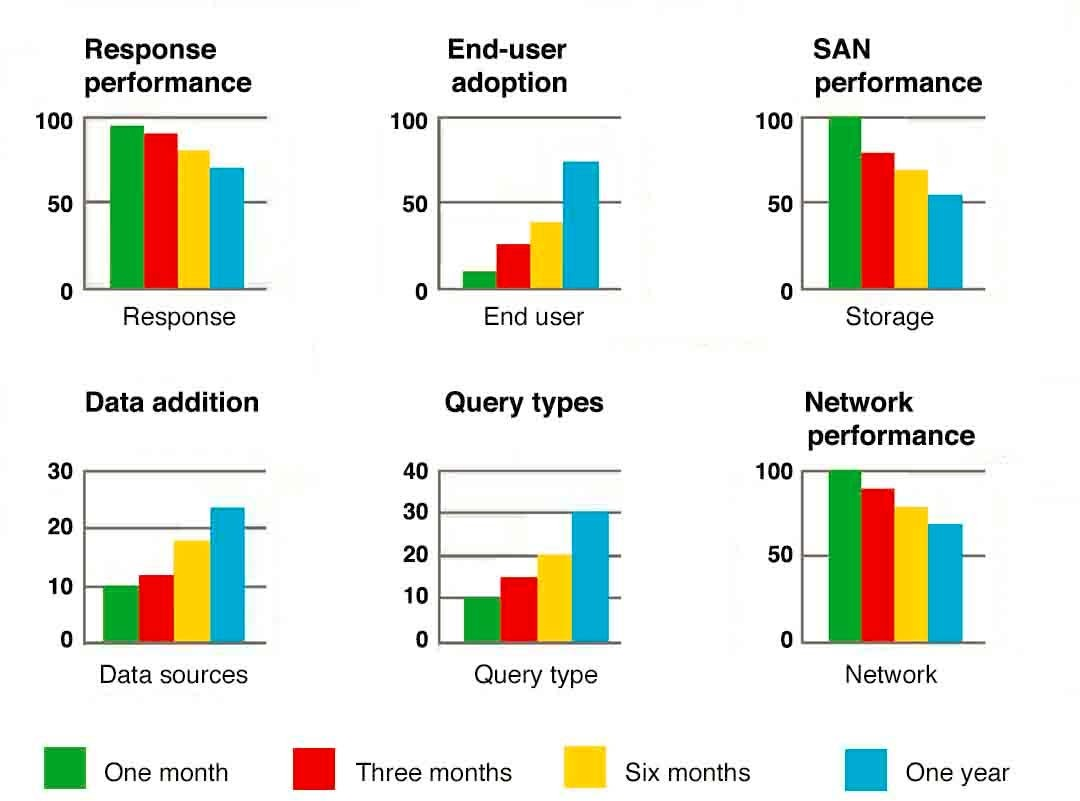 Response
performance
100
50
0
Response
End-user
adoption
100
50
0
End user
SAN
performance
100
50
0
Storage
Data addition
30
20
10
0
Data sources
Query types
40
30
20
10
0
Query type
Network
performance
100
50
0
Network
One month
Three months
Six months
One year